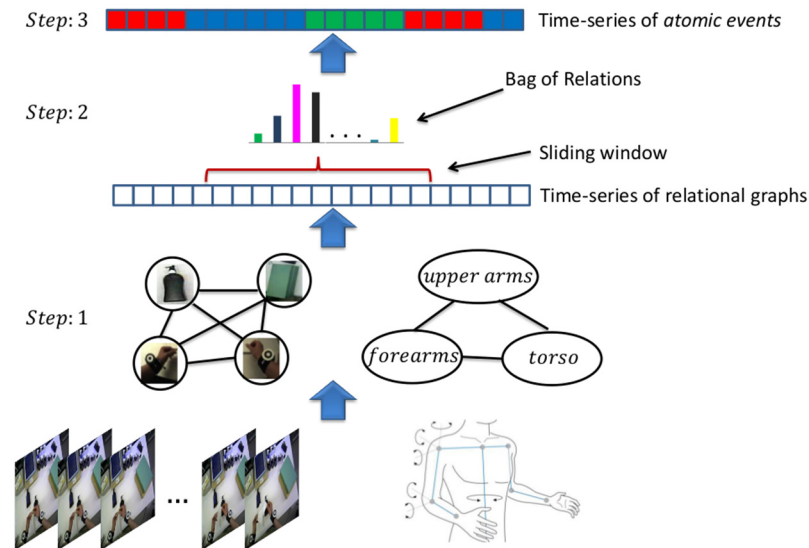 Step: 3
Time-series of atomic events
Bag of Relations
Step: 2
Sliding window
Time-series of relational graphs
upper arms
Step: 1
forearms
torso
...